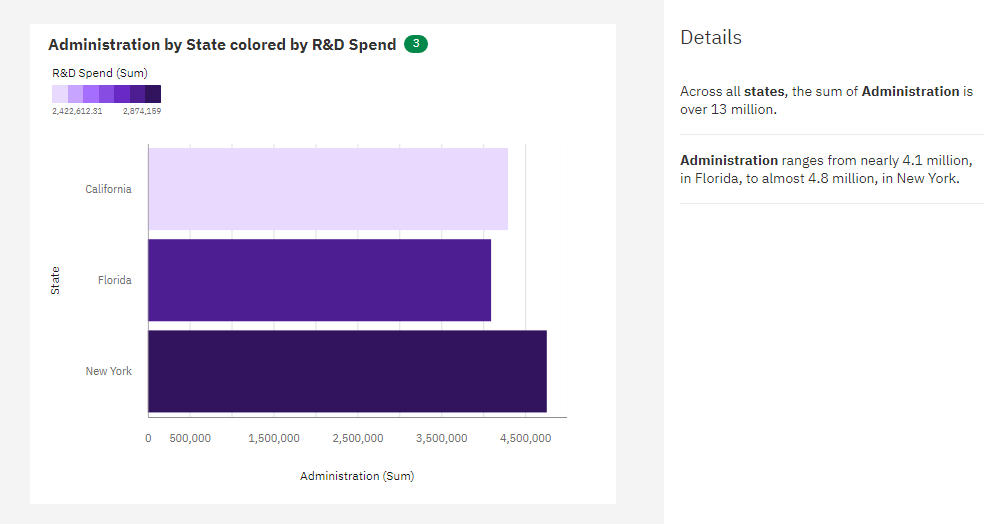 Administration by State colored by R&D Spend 3
R&D Spend (Sum)
2,422,612.31 2,874,159
California
Florida
New York
State
0 500,000 1,500,000 2,500,000 3,500,000 4,500,000
Administration (Sum)
Details
Across all states, the sum of Administration is
over 13 million.
Administration ranges from nearly 4.1 million,
in Florida, to almost 4.8 million, in New York.